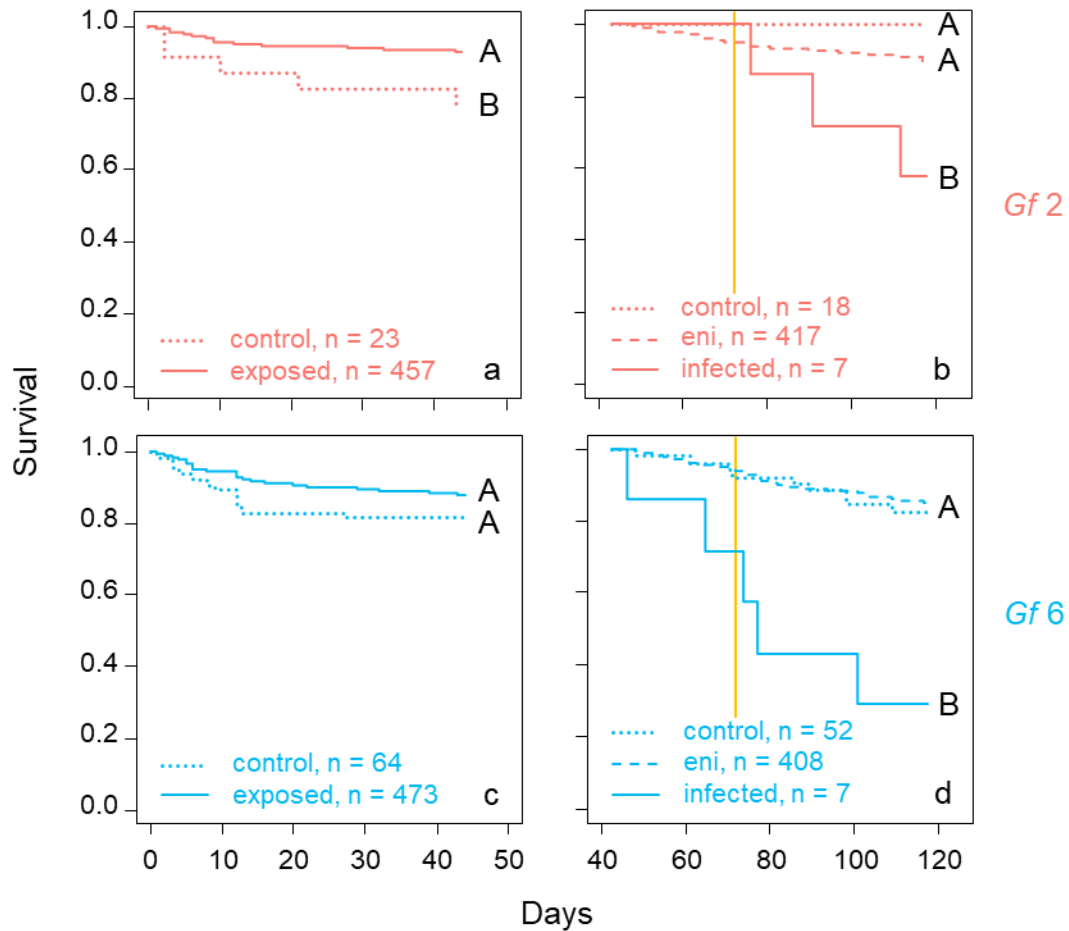 Survival
1.0
0.8
0.6
0.4
0.2
0.0
A
B
control, n = 23
exposed, n = 457
a
A
A
B
control, n = 18
eni, n = 417
infected, n = 7
b
Gf 2
1.0
0.8
0.6
0.4
0.2
0.0
A
A
control, n = 64
exposed, n = 473
c
0 10 20 30 40 50
A
B
control, n = 52
eni, n = 408
infected, n = 7
d
40 60 80 100 120
Gf 6
Days